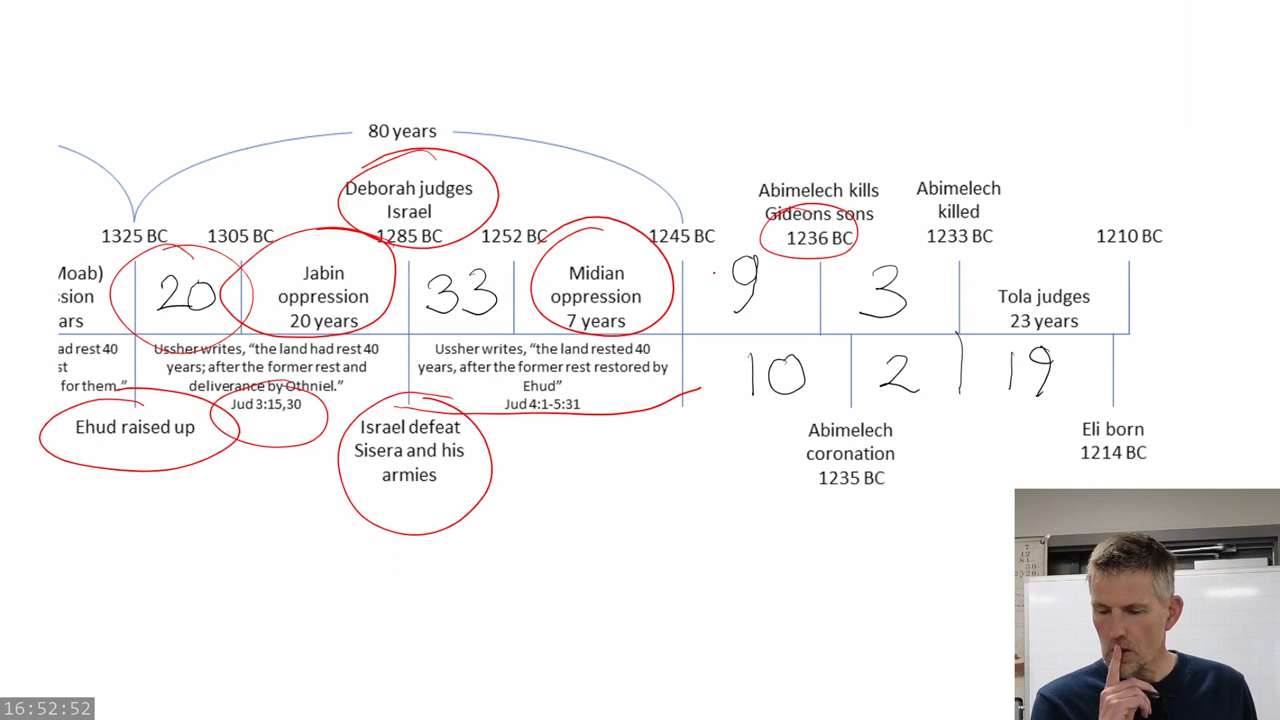 80 years
Deborah judges
Israel
Abimelech kills
Gideons sons
Abimelech
killed
1325 BC 1305 BC 1285 BC 1252 BC 1245 BC 1236 BC 1233 BC 1210 BC
Moab)
ssion
ars
20
Jabin
oppression
20 years
33
Midian
oppression
7 years
9
3
Tola judges
23 years
ad rest 40
st
for them.”
Ussher writes, “the land had rest 40
years; after the former rest and
deliverance by Othniel.”
Jud 3:15,30
Ussher writes, “the land rested 40
years, after the former rest restored by
Ehud”
Jud 4:1-5:31
10
2
19
Ehud raised up
Israel defeat
Sisera and his
armies
Abimelech
coronation
1235 BC
Eli born
1214 BC
16:52:52